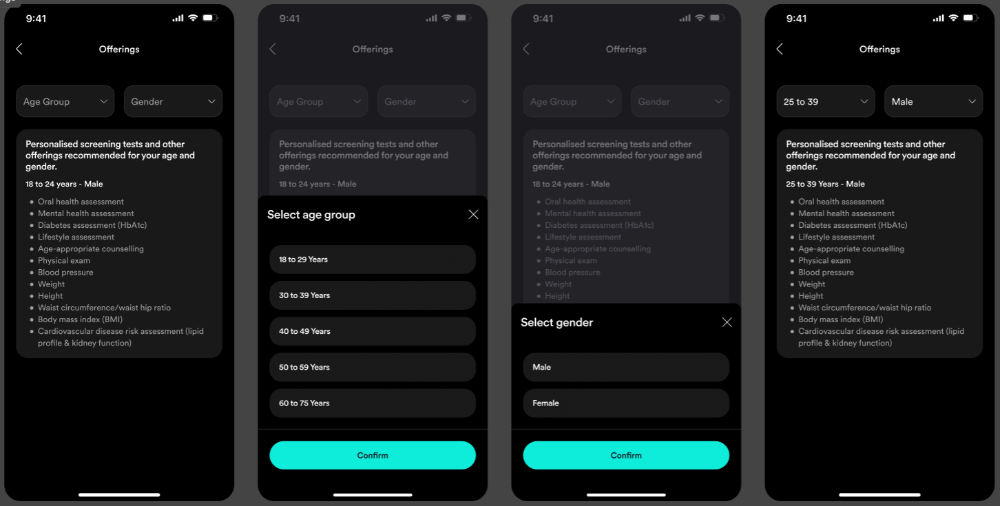 9:41
Offerings
Age Group
Gender
Personalised screening tests and other
offerings recommended for your age and
gender.
18 to 24 years - Male
• Oral health assessment
• Mental health assessment
• Diabetes assessment (HbA1c)
• Lifestyle assessment
• Age-appropriate counselling
• Physical exam
• Blood pressure
• Weight
• Height
• Waist circumference/waist hip ratio
• Body mass index (BMI)
• Cardiovascular disease risk assessment (lipid
profile & kidney function)
9:41
Offerings
Age Group
Gender
Personalised screening tests and other
offerings recommended for your age and
gender.
18 to 24 years - Male
Select age group
18 to 29 Years
30 to 39 Years
40 to 49 Years
50 to 59 Years
60 to 75 Years
Confirm
9:41
Offerings
Age Group
Gender
Personalised screening tests and other
offerings recommended for your age and
gender.
18 to 24 years - Male
• Oral health assessment
• Mental health assessment
• Diabetes assessment (HbA1c)
• Lifestyle assessment
• Age-appropriate counselling
• Physical exam
• Blood pressure
• Weight
• Height
Select gender
Male
Female
Confirm
9:41
Offerings
25 to 39
Male
Personalised screening tests and other
offerings recommended for your age and
gender.
25 to 39 Years - Male
• Oral health assessment
• Mental health assessment
• Diabetes assessment (HbA1c)
• Lifestyle assessment
• Age-appropriate counselling
• Physical exam
• Blood pressure
• Weight
• Height
• Waist circumference/waist hip ratio
• Body mass index (BMI)
• Cardiovascular disease risk assessment (lipid
profile & kidney function)